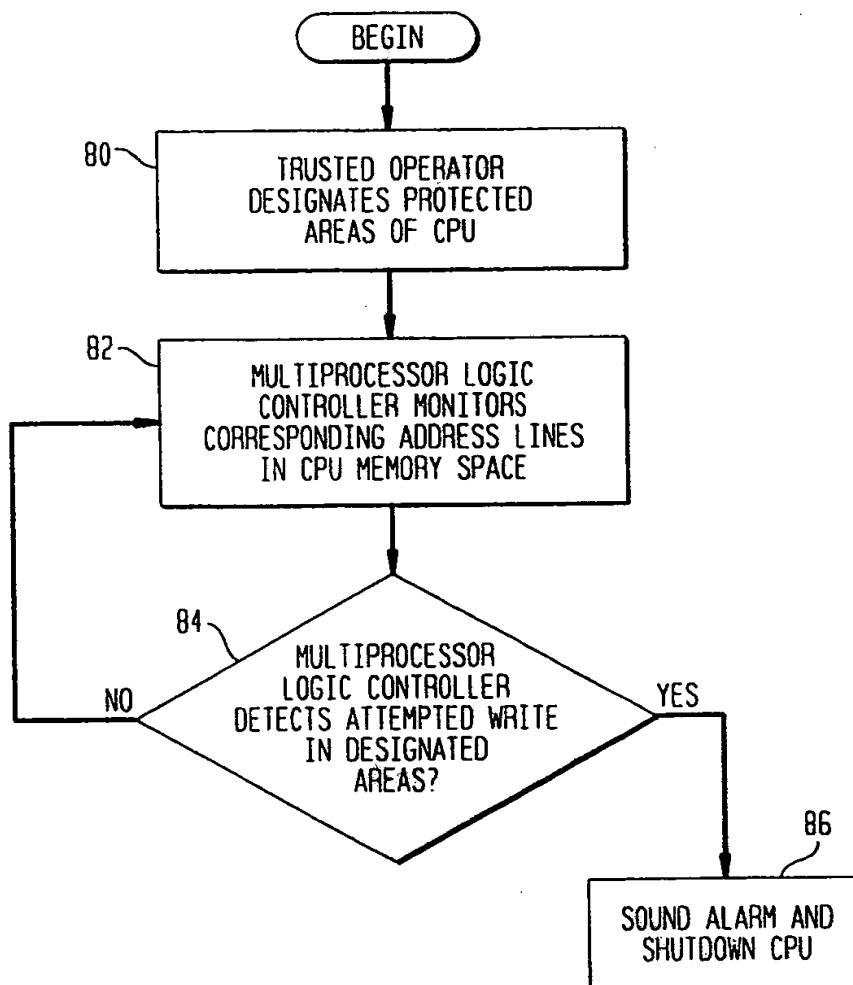 BEGIN
80
TRUSTED OPERATOR
DESIGNATES PROTECTED
AREAS OF CPU
82
MULTIPROCESSOR LOGIC
CONTROLLER MONITORS
CORRESPONDING ADDRESS LINES
IN CPU MEMORY SPACE
84
MULTIPROCESSOR
LOGIC CONTROLLER
DETECTS ATTEMPTED WRITE
IN DESIGNATED
AREAS?
NO
YES
86
SOUND ALARM AND
SHUTDOWN CPU